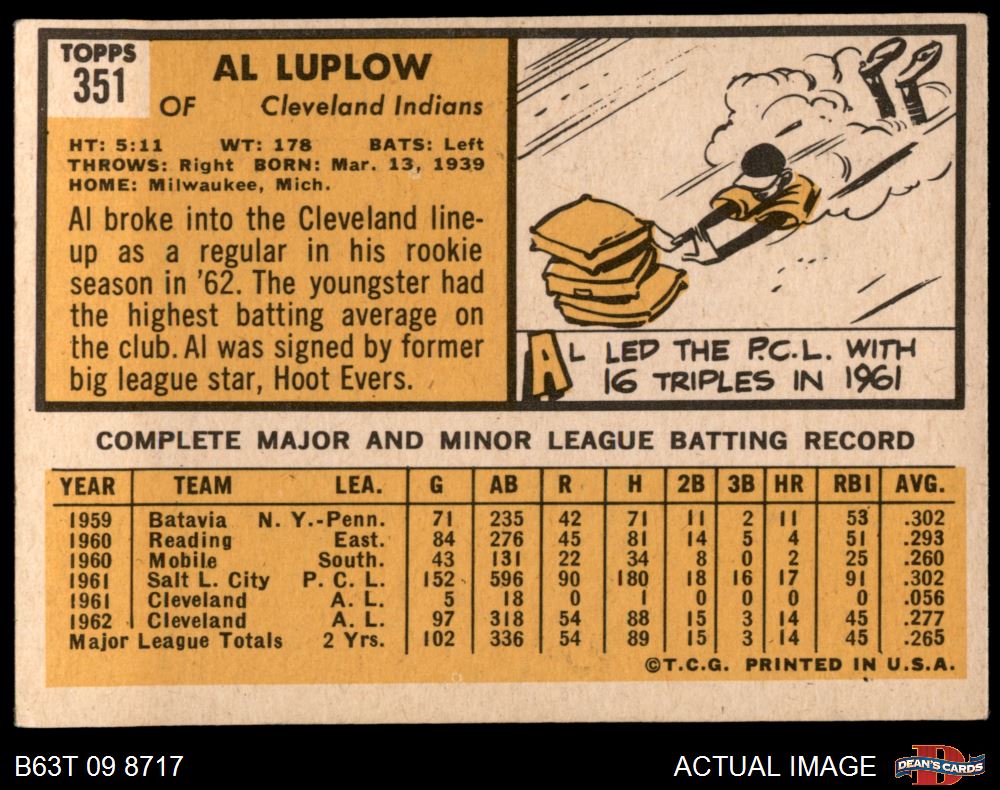 TOPPS
351
AL LUPLOW
OF Cleveland Indians
HT: 5:11 WT: 178 BATS: Left
THROWS: Right BORN: Mar. 13, 1939
HOME: Milwaukee, Mich.
Al broke into the Cleveland line-
up as a regular in his rookie
season in '62. The youngster had
the highest batting average on
the club. Al was signed by former
big league star, Hoot Evers.
AL LED THE P.C.L. WITH
16 TRIPLES IN 1961
COMPLETE MAJOR AND MINOR LEAGUE BATTING RECORD
YEAR TEAM LEA. G AB R H 2B 3B HR RBI AVG.
1959 Batavia N. Y.-Penn. 71 235 42 71 11 2 11 53 .302
1960 Reading East. 84 276 45 81 14 5 4 51 .293
1960 Mobile South. 43 131 22 34 8 0 2 25 .260
1961 Salt L. City P. C. L. 152 596 90 180 18 16 17 91 .302
1961 Cleveland A. L. 5 18 0 1 0 0 0 0 .056
1962 Cleveland A. L. 97 318 54 88 15 3 14 45 .277
Major League Totals 2 Yrs. 102 336 54 89 15 3 14 45 .265
©T.C.G. PRINTED IN U.S.A.
B63T 09 8717
ACTUAL IMAGE
D
DEAN'S CARDS